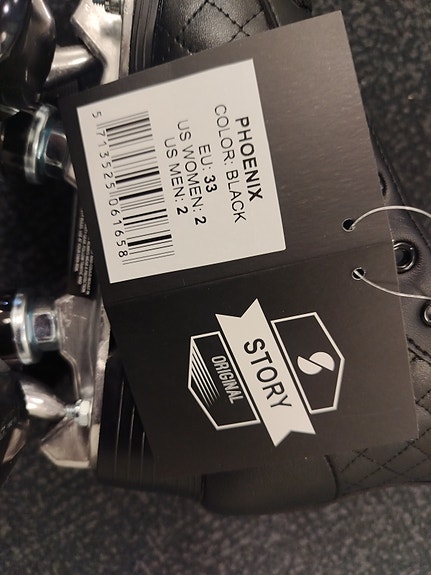 PHOENIX
COLOR: BLACK
EU: 33
US WOMEN: 2
US MEN: 2
5 713525 061658
S
STORY
ORIGINAL